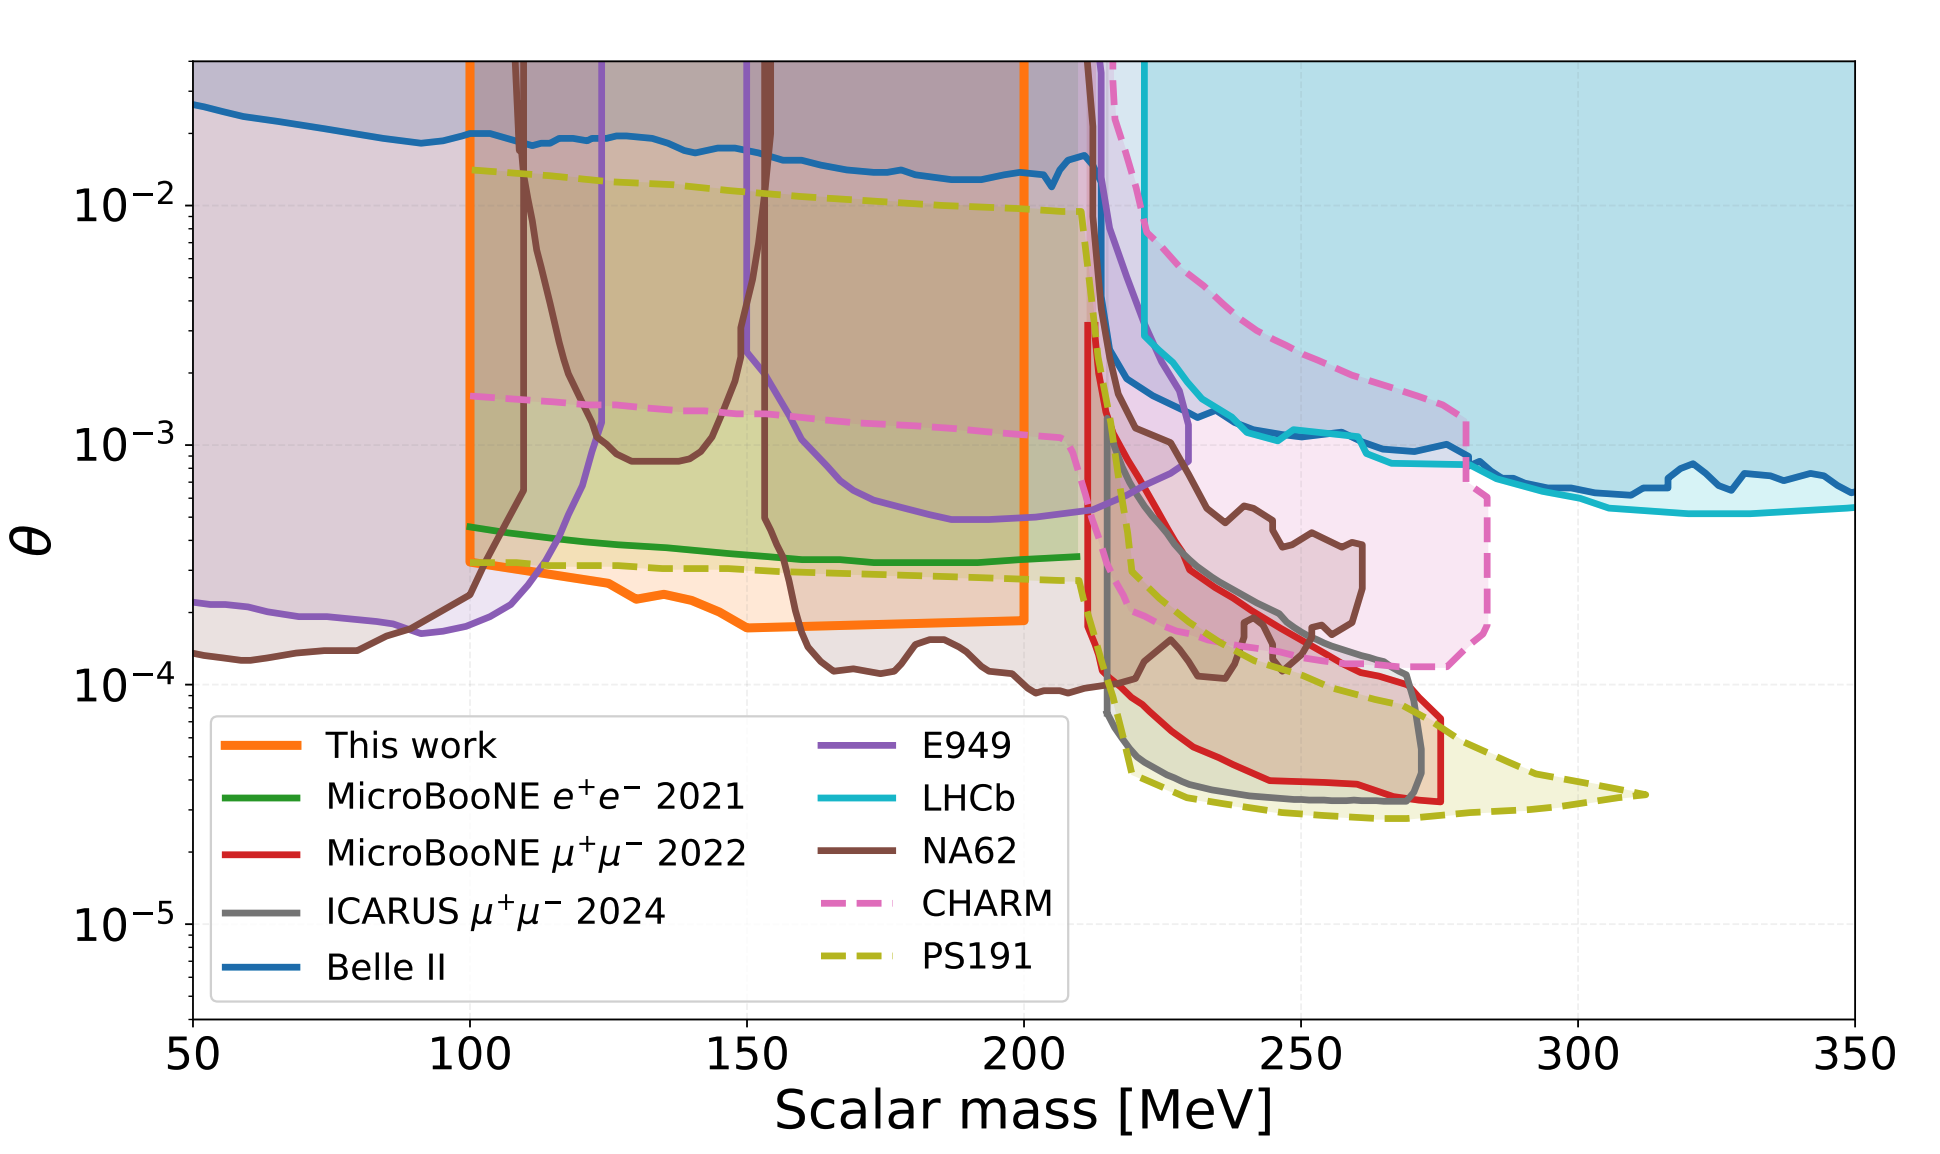 10⁻²
10⁻³
10⁻⁴
10⁻⁵
θ
This work
MicroBooNE e⁺e⁻ 2021
MicroBooNE μ⁺μ⁻ 2022
ICARUS μ⁺μ⁻ 2024
Belle II
E949
LHCb
NA62
CHARM
PS191
50 100 150 200 250 300 350
Scalar mass [MeV]